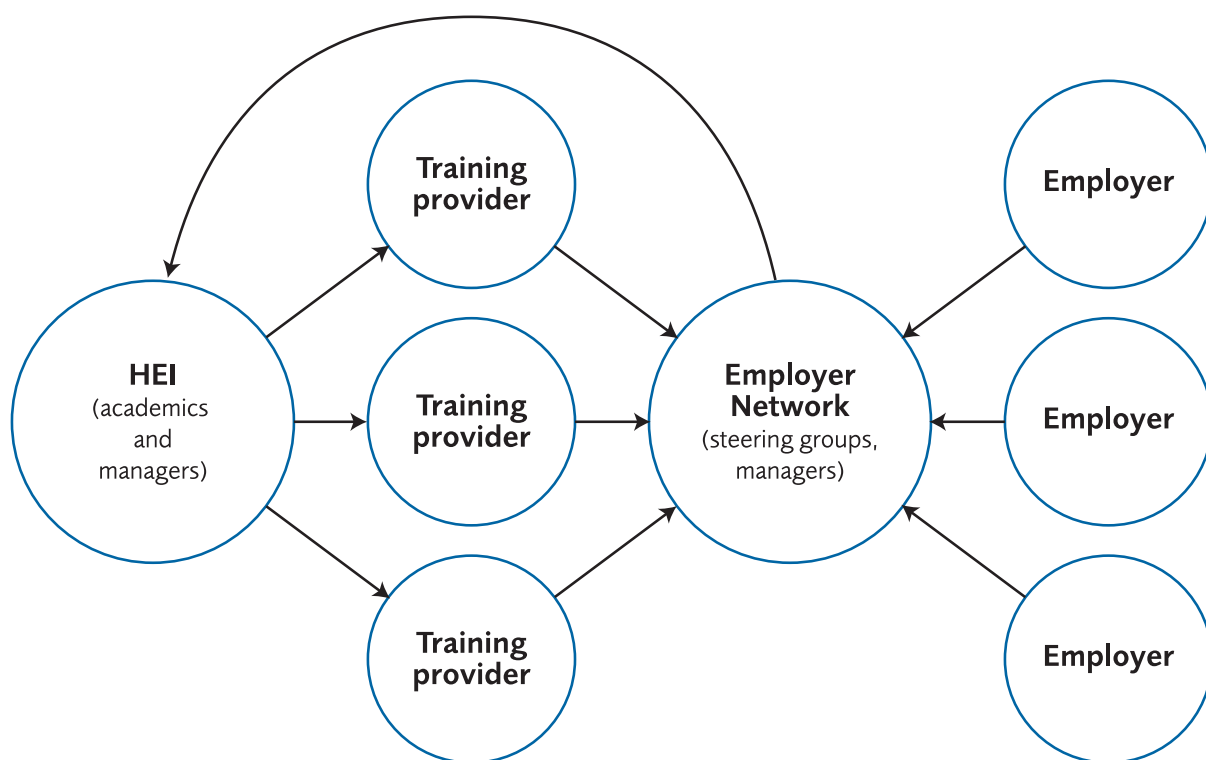 Training
provider
Employer
HEI
(academics
and
managers)
Training
provider
Employer
Network
(steering groups,
managers)
Employer
Training
provider
Employer